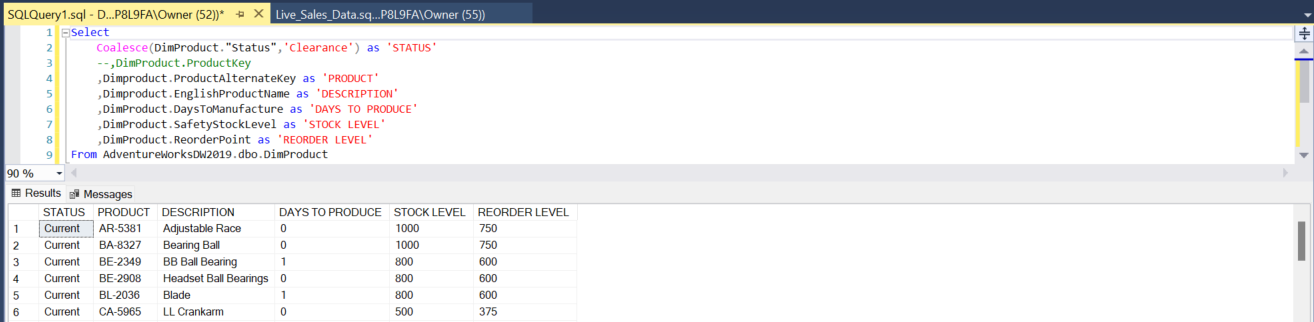 SQLQuery1.sql - D...P8L9FA\Owner (52))* Live_Sales_Data.sq...P8L9FA\Owner (55))
1 Select
2 Coalesce(DimProduct."Status",'Clearance') as 'STATUS'
3 --,DimProduct.ProductKey
4 ,Dimproduct.ProductAlternateKey as 'PRODUCT'
5 ,Dimproduct.EnglishProductName as 'DESCRIPTION'
6 ,DimProduct.DaysToManufacture as 'DAYS TO PRODUCE'
7 ,DimProduct.SafetyStockLevel as 'STOCK LEVEL'
8 ,DimProduct.ReorderPoint as 'REORDER LEVEL'
9 From AdventureWorksDW2019.dbo.DimProduct
90 %
Results Messages
STATUS PRODUCT DESCRIPTION DAYS TO PRODUCE STOCK LEVEL REORDER LEVEL
1 Current AR-5381 Adjustable Race 0 1000 750
2 Current BA-8327 Bearing Ball 0 1000 750
3 Current BE-2349 BB Ball Bearing 1 800 600
4 Current BE-2908 Headset Ball Bearings 0 800 600
5 Current BL-2036 Blade 1 800 600
6 Current CA-5965 LL Crankarm 0 500 375